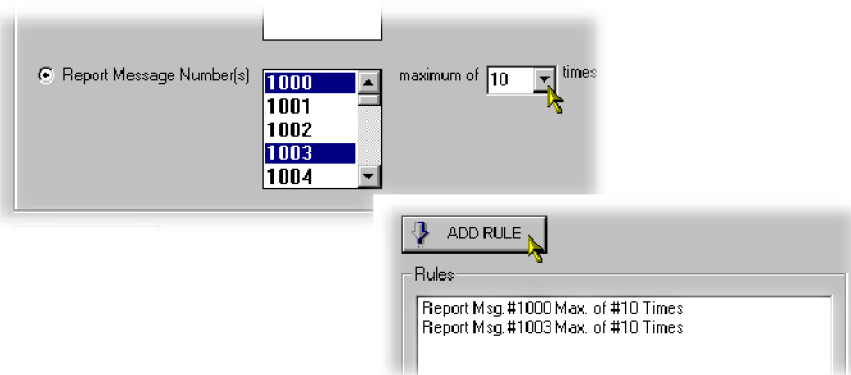 Report Message Number(s) 1000 maximum of 10 times
1001
1002
1003
1004
ADD RULE
Rules
Report Msg.#1000 Max. of #10 Times
Report Msg.#1003 Max. of #10 Times